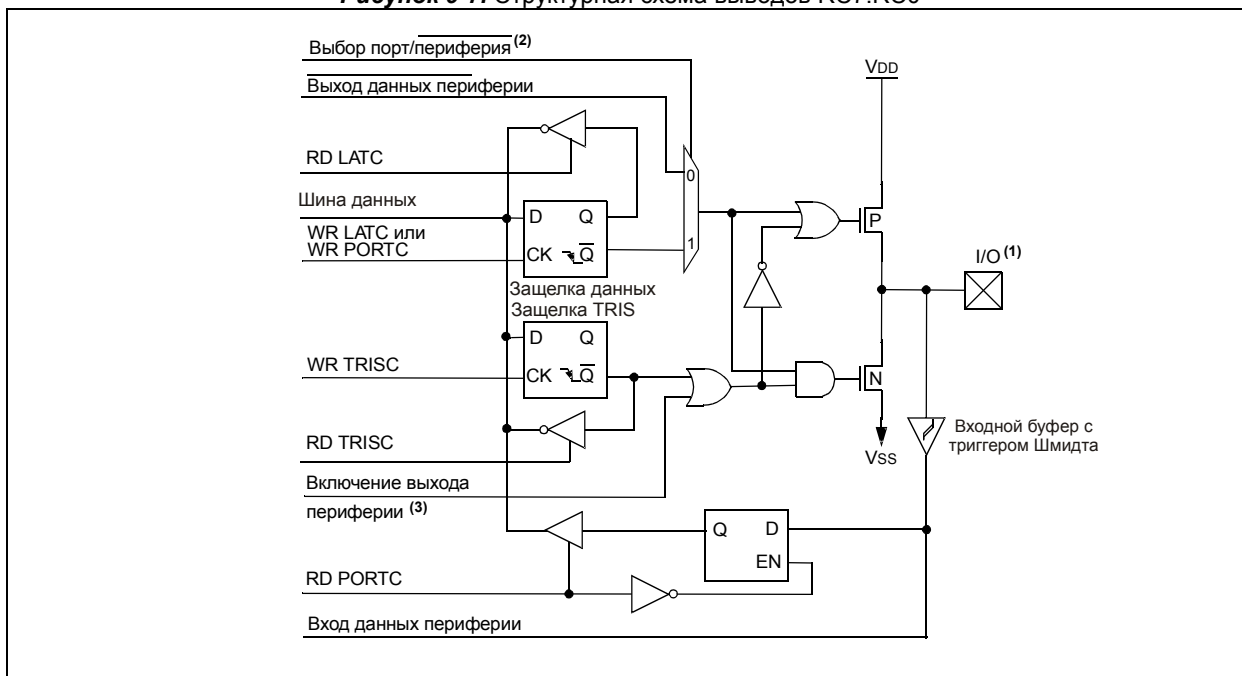 Выбор порт/периферия (2)
Выход данных периферии
VDD
RD LATC
0
Шина данных
D Q
P
WR LATC или
WR PORTC
1
CK Q
I/O (1)
Защелка данных
Защелка TRIS
D Q
WR TRISC
CK Q
N
RD TRISC
Входной буфер с
триггером Шмидта
VSS
Включение выхода
периферии (3)
Q D
EN
RD PORTC
Вход данных периферии